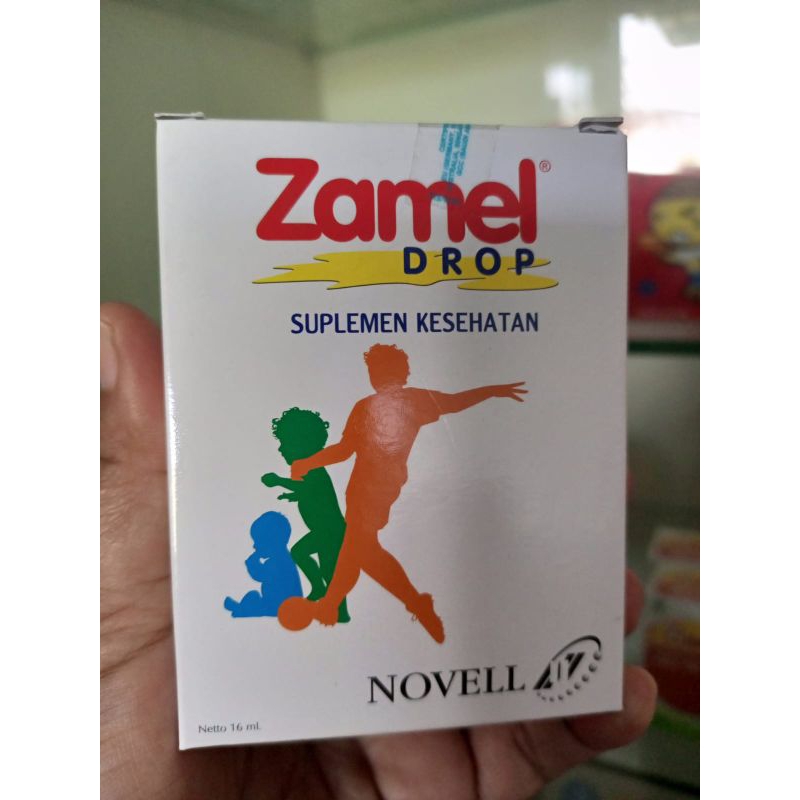 Zamel®
DROP
SUPLEMEN KESEHATAN
NOVELL
Netto 16 ml.